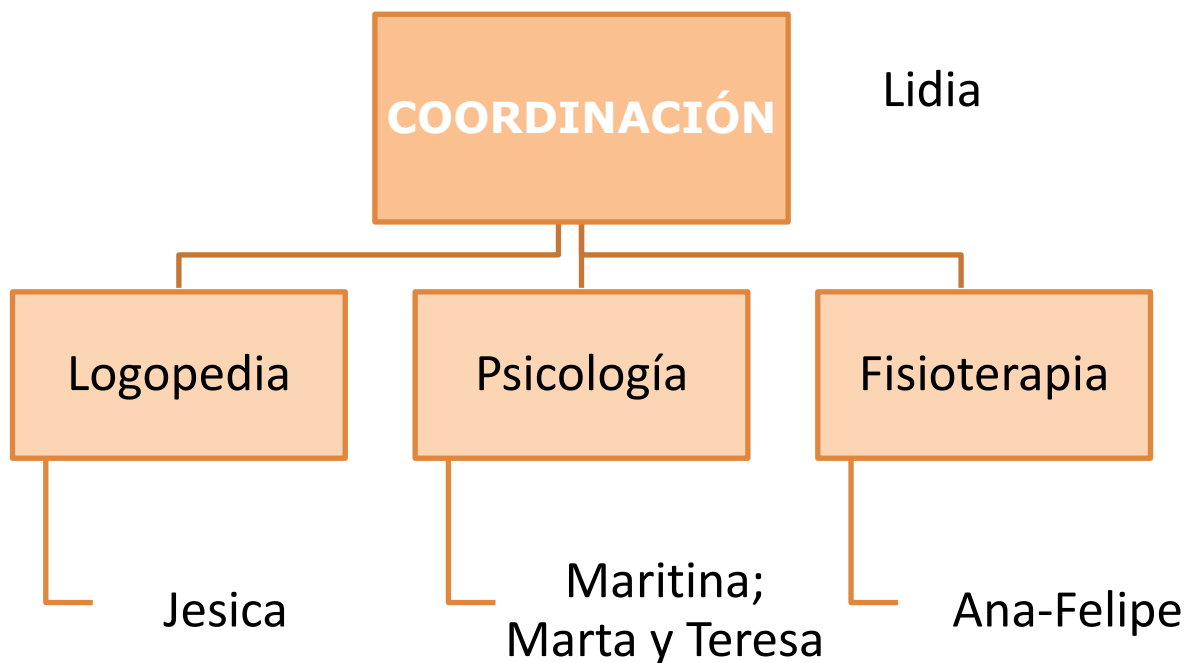 COORDINACIÓN
Lidia
Logopedia
Psicología
Fisioterapia
Jesica
Maritina;
Marta y Teresa
Ana-Felipe